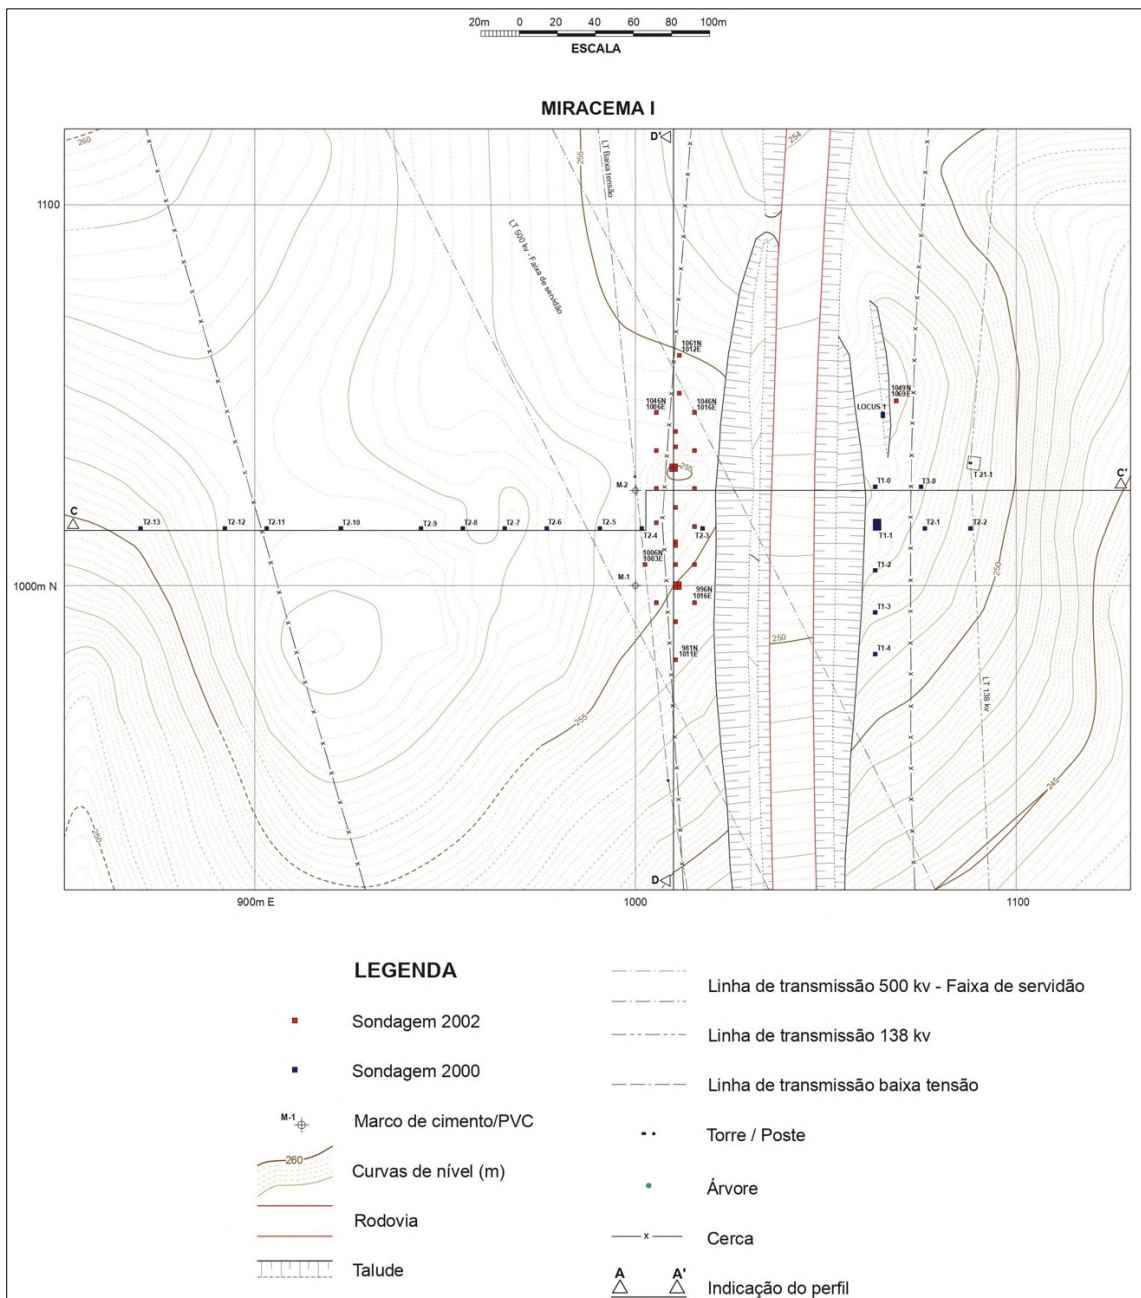 20m 0 20 40 60 80 100m
ESCALA
MIRACEMA I
260
LT Baixa tensão
255
D'
254
1100
LT 500 kv - Faixa de servidão
1061N
1012E
1046N
1006E
1046N
1016E
1049N
1069E
LOCUS 1
255
T 21-1
M-2
T1-0
T3-0
C'
C
T2-13
T2-12
T2-11
T2-10
T2-9
T2-8
T2-7
T2-6
T2-5
T2-4
T2-3
T1-1
T2-1
T2-2
1006N
1003E
T1-2
250
M-1
1000m N
996N
1016E
T1-3
250
981N
1011E
T1-4
LT 138 kv
255
245
250
D
900m E
1000
1100
LEGENDA
Sondagem 2002
Sondagem 2000
M-1
Marco de cimento/PVC
260
Curvas de nível (m)
Rodovia
Talude
Linha de transmissão 500 kv - Faixa de servidão
Linha de transmissão 138 kv
Linha de transmissão baixa tensão
Torre / Poste
Árvore
x
Cerca
A A'
Indicação do perfil